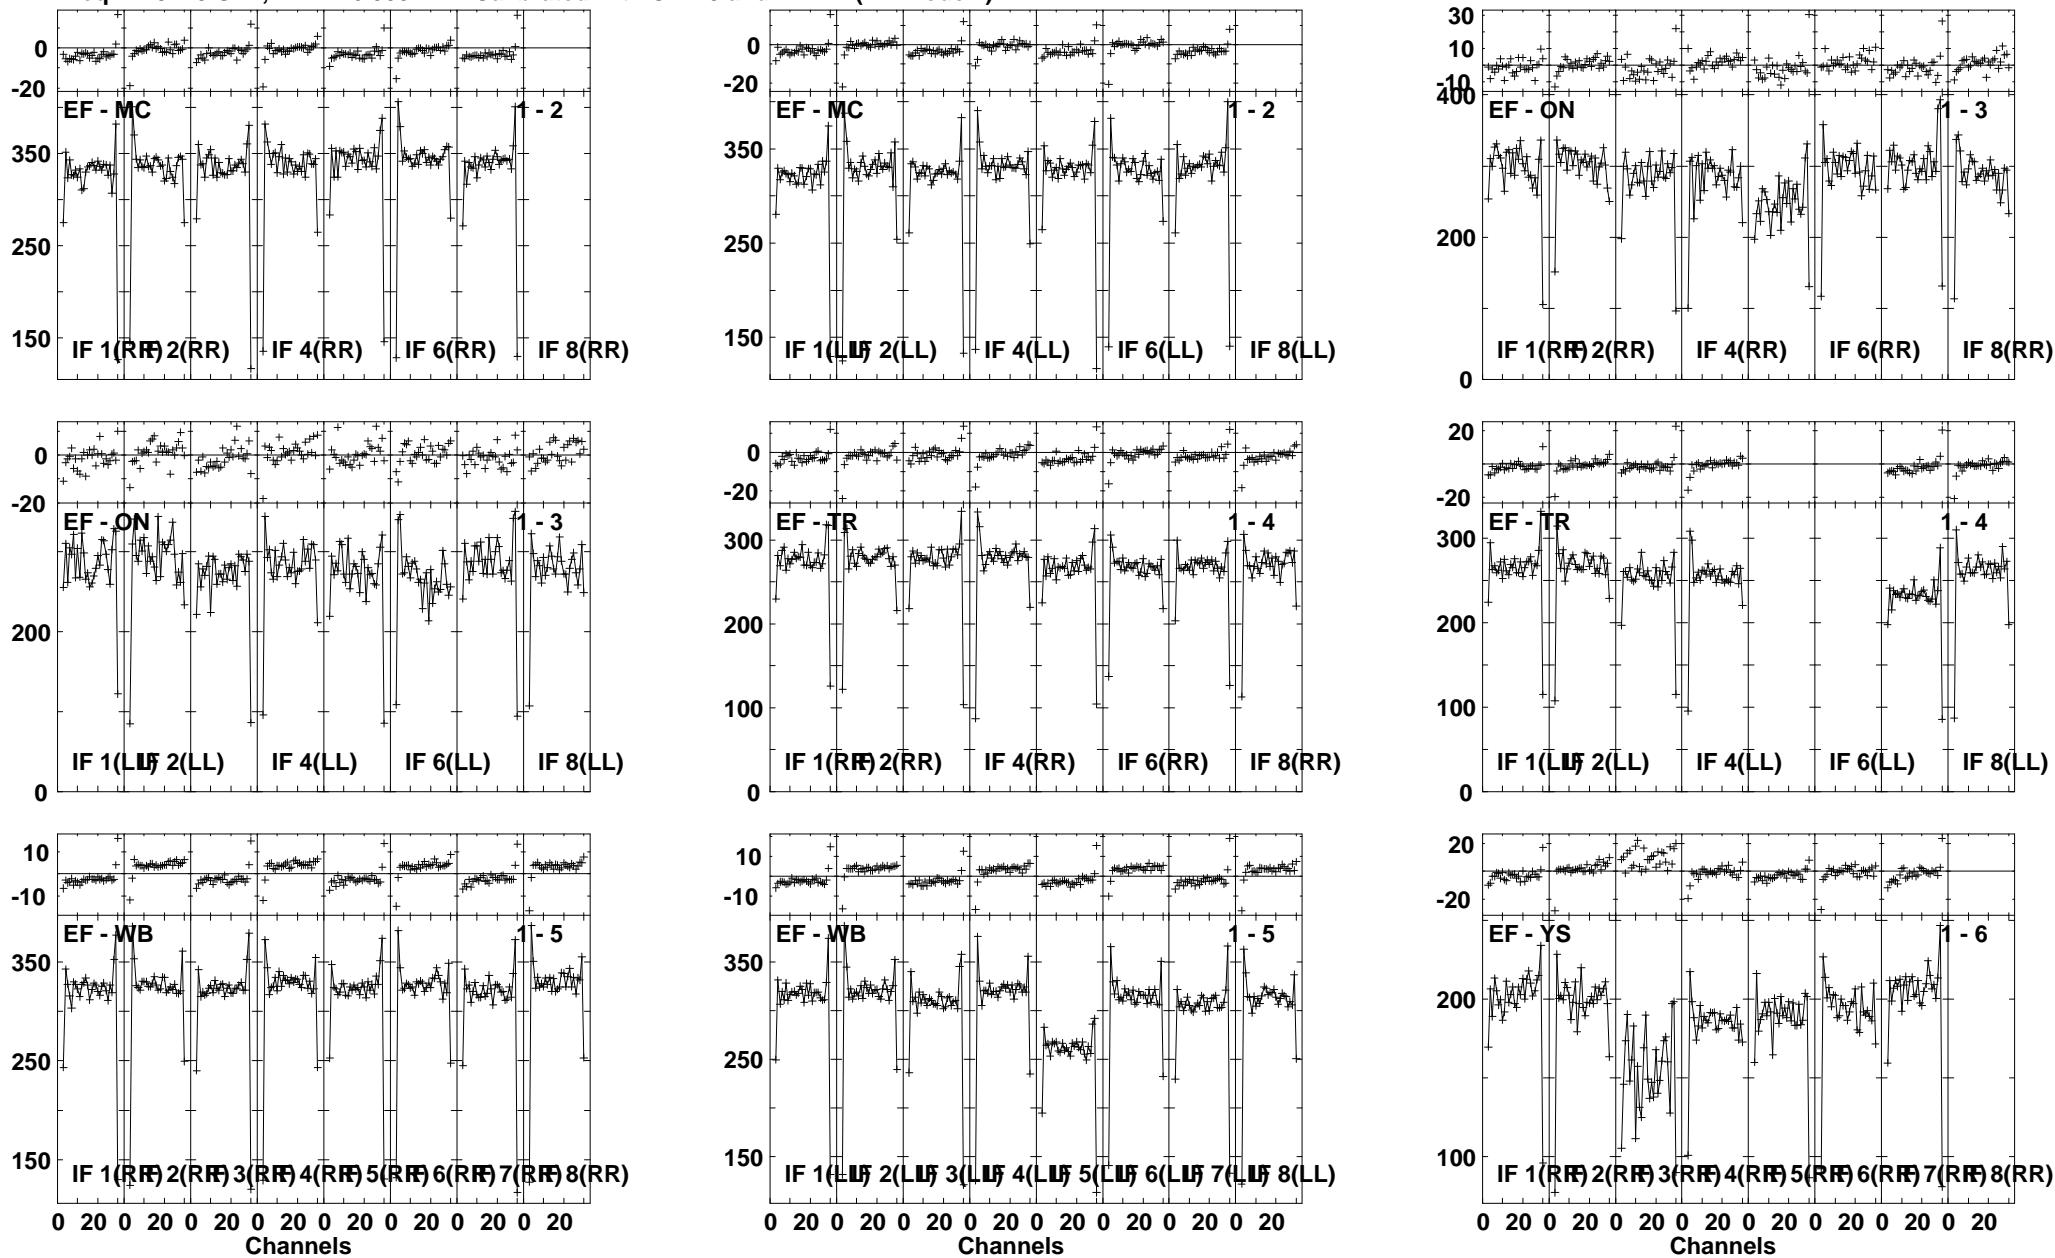 0 0 30
-20 -20 10
-10
EF - MC 1 - 2 EF - MC 1 - 2 400 EF - ON 1 - 3
350 350
250 250 200
150 150
IF 1(RR) IF 2(RR) IF 4(RR) IF 6(RR) IF 8(RR) IF 1(LL) IF 2(LL) IF 4(LL) IF 6(LL) IF 8(LL) IF 1(RR) IF 2(RR) IF 4(RR) IF 6(RR) IF 8(RR)
0
0 0 20
-20 -20 -20
EF - ON 1 - 3 EF - TR 1 - 4 EF - TR 1 - 4
300 300
200 200 200
100 100
IF 1(LL) IF 2(LL) IF 4(LL) IF 6(LL) IF 8(LL) IF 1(RR) IF 2(RR) IF 4(RR) IF 6(RR) IF 8(RR) IF 1(LL) IF 2(LL) IF 4(LL) IF 6(LL) IF 8(LL)
0 0 0
10 10 20
-10 -10 -20
EF - WB 1 - 5 EF - WB 1 - 5 EF - YS 1 - 6
350 350 200
250 250
150 150 100
IF 1(RR) IF 2(RR) IF 3(RR) IF 4(RR) IF 5(RR) IF 6(RR) IF 7(RR) IF 8(RR) IF 1(LL) IF 2(LL) IF 3(LL) IF 4(LL) IF 5(LL) IF 6(LL) IF 7(LL) IF 8(LL) IF 1(RR) IF 2(RR) IF 3(RR) IF 4(RR) IF 5(RR) IF 6(RR) IF 7(RR) IF 8(RR)
0 20 0 20 0 20 0 20 0 20 0 20 0 20 0 20 0 20 0 20 0 20 0 20 0 20 0 20 0 20 0 20 0 20 0 20 0 20 0 20 0 20 0 20 0 20 0 20
Channels Channels Channels